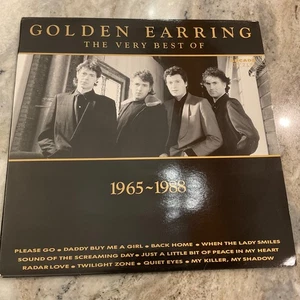 GOLDEN EARRING
THE VERY BEST OF
1965~1988
PLEASE GO ■ DADDY BUY ME A GIRL ■ BACK HOME ■ WHEN THE LADY SMILES
SOUND OF THE SCREAMING DAY ■ JUST A LITTLE BIT OF PEACE IN MY HEART
RADAR LOVE ■ TWILIGHT ZONE ■ QUIET EYES ■ MY KILLER, MY SHADOW